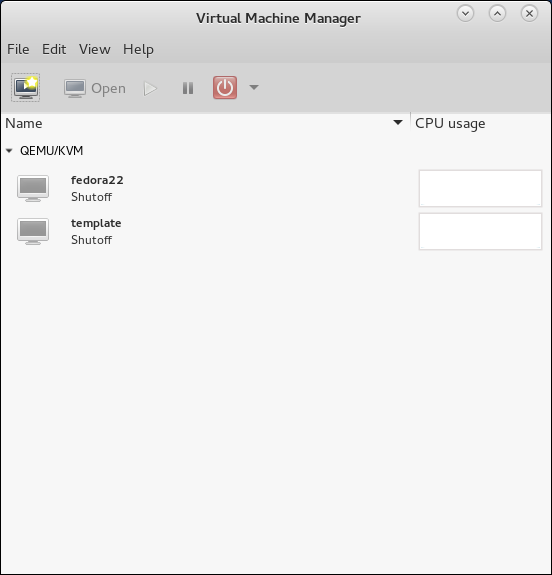 Virtual Machine Manager
File Edit View Help
Open
Name CPU usage
QEMU/KVM
fedora22
Shutoff
template
Shutoff